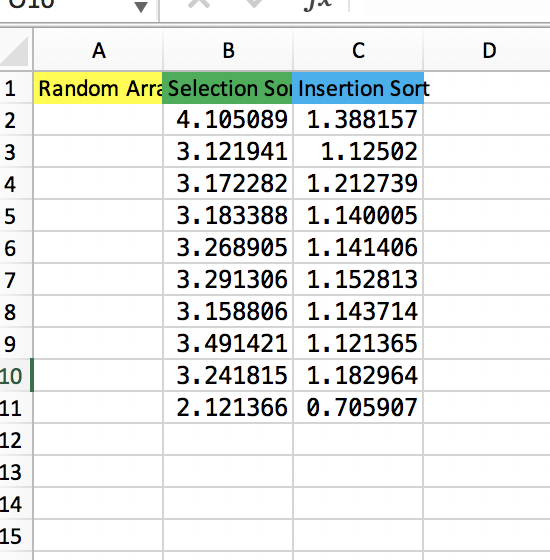 fx
A B C D
1 Random Arra Selection Sor Insertion Sort
2 4.105089 1.388157
3 3.121941 1.12502
4 3.172282 1.212739
5 3.183388 1.140005
6 3.268905 1.141406
7 3.291306 1.152813
8 3.158806 1.143714
9 3.491421 1.121365
10 3.241815 1.182964
11 2.121366 0.705907
12
13
14
15